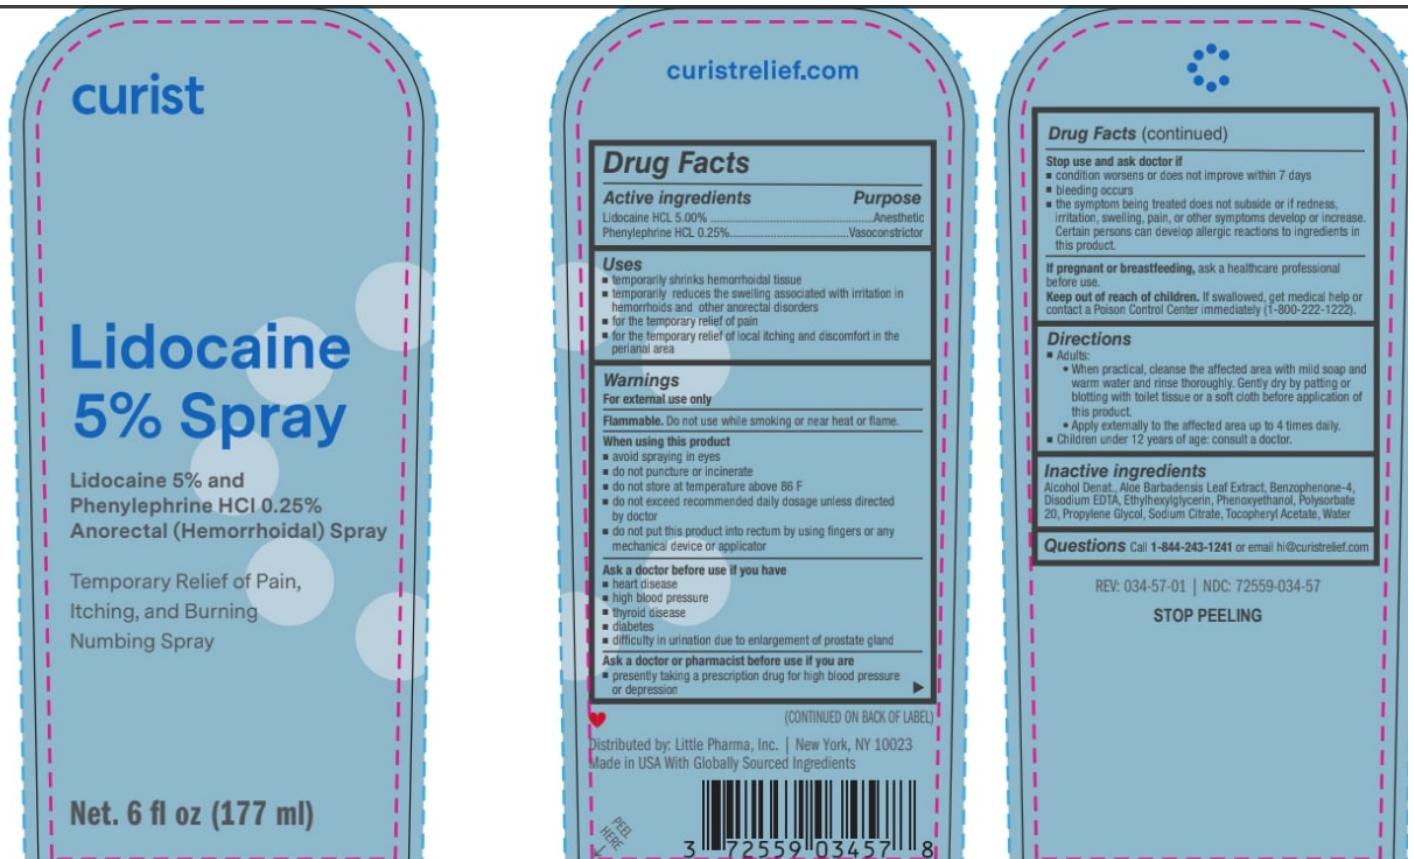 curist
Lidocaine
5% Spray
Lidocaine 5% and
Phenylephrine HCl 0.25%
Anorectal (Hemorrhoidal) Spray
Temporary Relief of Pain,
Itching, and Burning
Numbing Spray
Net. 6 fl oz (177 ml)
curistrelief.com
Drug Facts
Active ingredients Purpose
Lidocaine HCL 5.00% ................................................Anesthetic
Phenylephrine HCL 0.25%...................................Vasoconstrictor
Uses
■ temporarily shrinks hemorrhoidal tissue
■ temporarily reduces the swelling associated with irritation in
hemorrhoids and other anorectal disorders
■ for the temporary relief of pain
■ for the temporary relief of local itching and discomfort in the
perianal area
Warnings
For external use only
Flammable. Do not use while smoking or near heat or flame.
When using this product
■ avoid spraying in eyes
■ do not puncture or incinerate
■ do not store at temperature above 86 F
■ do not exceed recommended daily dosage unless directed
by doctor
■ do not put this product into rectum by using fingers or any
mechanical device or applicator
Ask a doctor before use if you have
■ heart disease
■ high blood pressure
■ thyroid disease
■ diabetes
■ difficulty in urination due to enlargement of prostate gland
Ask a doctor or pharmacist before use if you are
■ presently taking a prescription drug for high blood pressure
or depression
(CONTINUED ON BACK OF LABEL)
Distributed by: Little Pharma, Inc. | New York, NY 10023
Made in USA With Globally Sourced Ingredients
PEEL
HERE
3 72559 03457 8
Drug Facts (continued)
Stop use and ask doctor if
■ condition worsens or does not improve within 7 days
■ bleeding occurs
■ the symptom being treated does not subside or if redness,
irritation, swelling, pain, or other symptoms develop or increase.
Certain persons can develop allergic reactions to ingredients in
this product.
If pregnant or breastfeeding, ask a healthcare professional
before use.
Keep out of reach of children. If swallowed, get medical help or
contact a Poison Control Center immediately (1-800-222-1222).
Directions
■ Adults:
• When practical, cleanse the affected area with mild soap and
warm water and rinse thoroughly. Gently dry by patting or
blotting with toilet tissue or a soft cloth before application of
this product.
• Apply externally to the affected area up to 4 times daily.
■ Children under 12 years of age: consult a doctor.
Inactive ingredients
Alcohol Denat., Aloe Barbadensis Leaf Extract, Benzophenone-4,
Disodium EDTA, Ethylhexylglycerin, Phenoxyethanol, Polysorbate
20, Propylene Glycol, Sodium Citrate, Tocopheryl Acetate, Water
Questions Call 1-844-243-1241 or email hi@curistrelief.com
REV: 034-57-01 | NDC: 72559-034-57
STOP PEELING